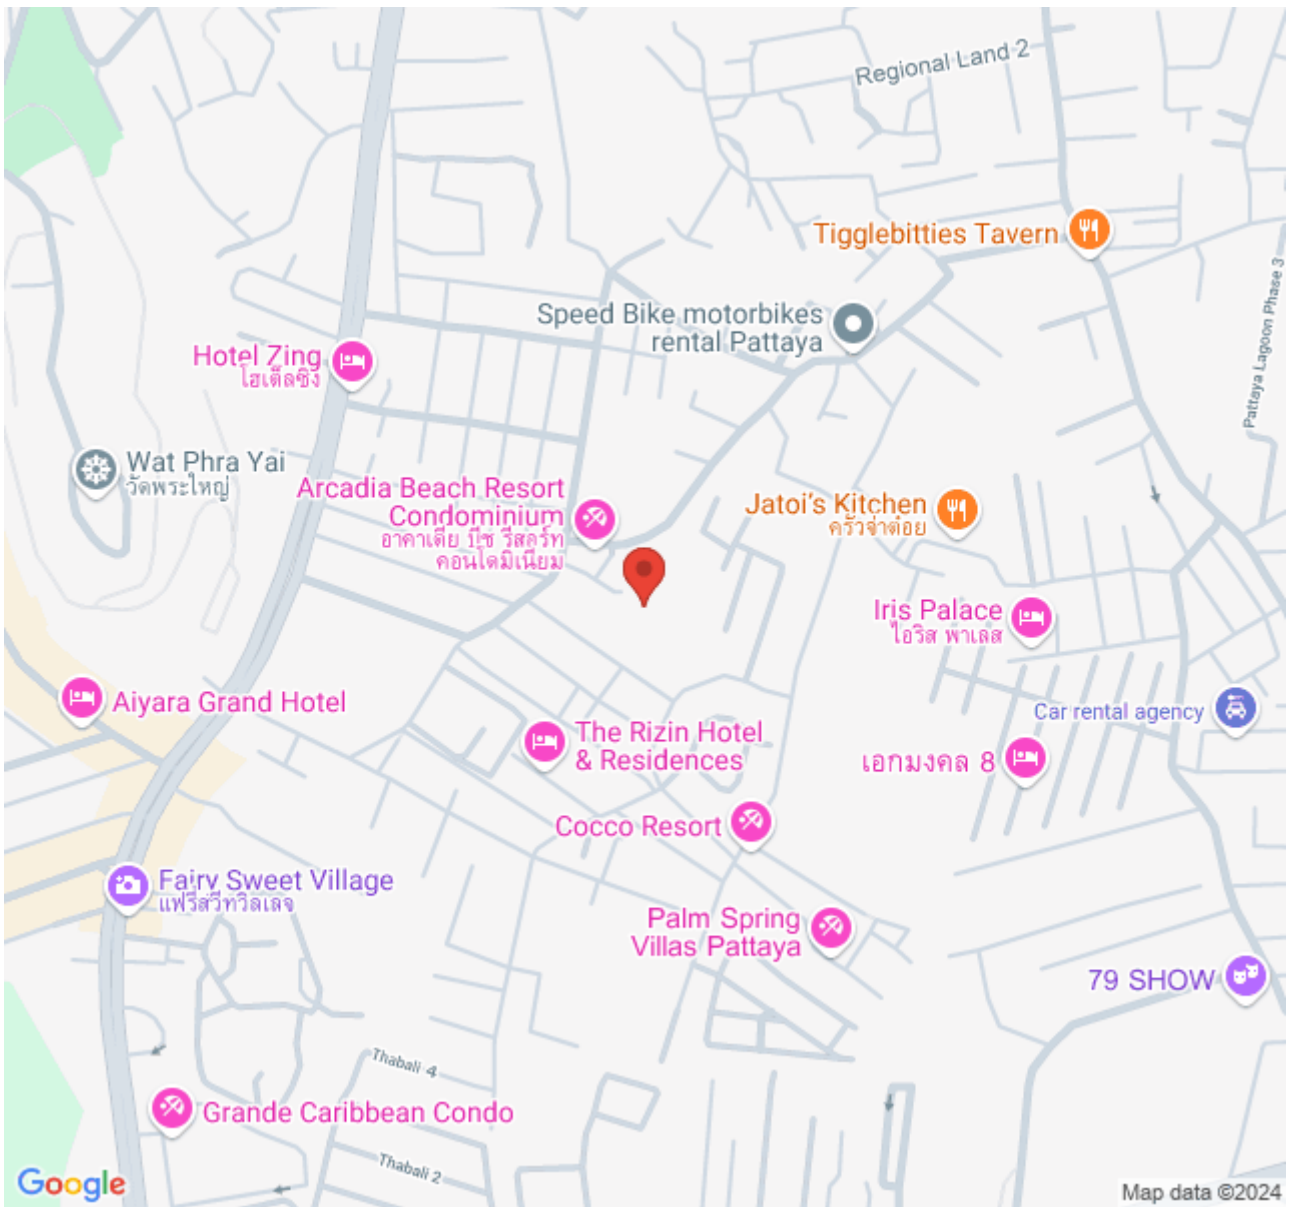 Regional Land 2
Tigglebitties Tavern
Pattaya Lagoon Phase 3
Speed Bike motorbikes
rental Pattaya
Hotel Zing
โฮเต็ลซิง
Wat Phra Yai
วัดพระใหญ่
Arcadia Beach Resort
Condominium
อาคาเดีย บีช รีสอร์ท
คอนโดมิเนียม
Jatoi's Kitchen
ครัวจ่าต๋อย
Iris Palace
ไอริส พาเลส
Aiyara Grand Hotel
Car rental agency
The Rizin Hotel
& Residences
เอกมงคล 8
Cocco Resort
Fairy Sweet Village
แฟรี่สวีทวิลเลจ
Palm Spring
Villas Pattaya
79 SHOW
Thabali 4
Grande Caribbean Condo
Thabali 2
Google
Map data ©2024